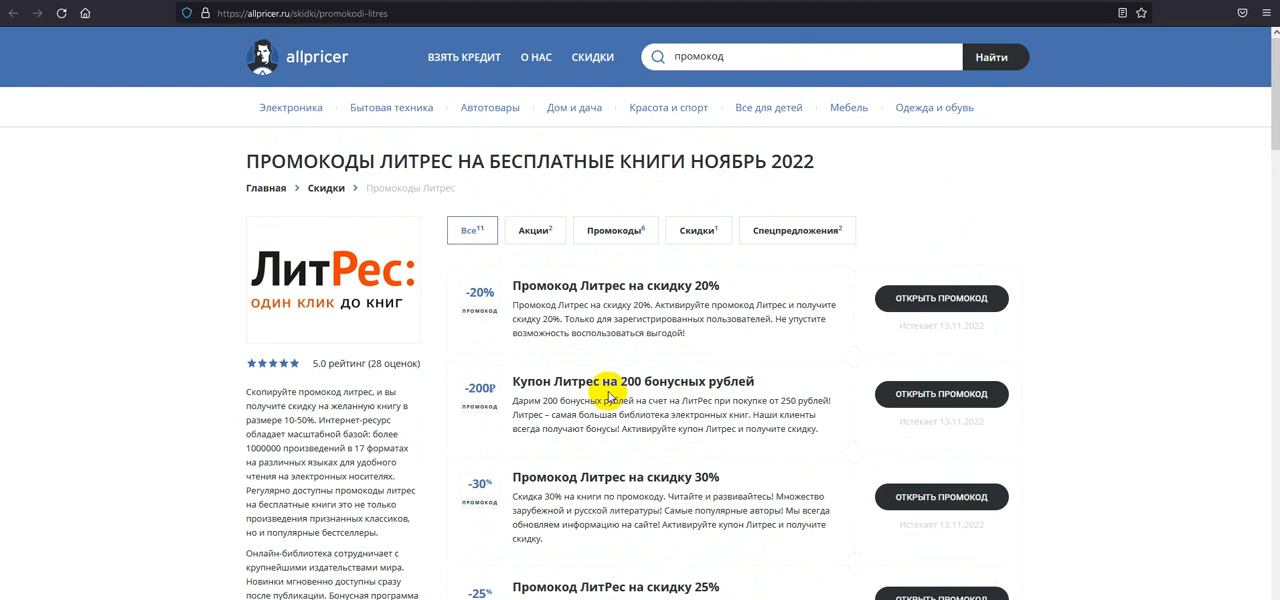 https://allpricer.ru/skidki/promokodi-litres
allpricer
ВЗЯТЬ КРЕДИТ О НАС СКИДКИ
промокод
Найти
Электроника Бытовая техника Автотовары Дом и дача Красота и спорт Все для детей Мебель Одежда и обувь
ПРОМОКОДЫ ЛИТРЕС НА БЕСПЛАТНЫЕ КНИГИ НОЯБРЬ 2022
Главная > Скидки > Промокоды Литрес
ЛитРес:
ОДИН КЛИК ДО КНИГ
5.0 рейтинг (28 оценок)
Скопируйте промокод литрес, и вы
получите скидку на желанную книгу в
размере 10-50%. Интернет-ресурс
обладает масштабной базой: более
1000000 произведений в 17 форматах
на различных языках для удобного
чтения на электронных носителях.
Регулярно доступны промокоды литрес
на бесплатные книги это не только
произведения признанных классиков,
но и популярные бестселлеры.
Онлайн-библиотека сотрудничает с
крупнейшими издательствами мира.
Новинки мгновенно доступны сразу
после публикации. Бонусная программа
Все 11 Акции 2 Промокоды 6 Скидки 1 Спецпредложения 2
-20%
ПРОМОКОД
Промокод Литрес на скидку 20%
Промокод Литрес на скидку 20%. Активируйте промокод Литрес и получите
скидку 20%. Только для зарегистрированных пользователей. Не упустите
возможность воспользоваться выгодой!
ОТКРЫТЬ ПРОМОКОД
Истекает 13.11.2022
-200₽
ПРОМОКОД
Купон Литрес на 200 бонусных рублей
Дарим 200 бонусных рублей на счет на ЛитРес при покупке от 250 рублей!
Литрес – самая большая библиотека электронных книг. Наши клиенты
всегда получают бонусы! Активируйте купон Литрес и получите скидку.
ОТКРЫТЬ ПРОМОКОД
Истекает 13.11.2022
-30%
ПРОМОКОД
Промокод Литрес на скидку 30%
Скидка 30% на книги по промокоду. Читайте и развивайтесь! Множество
зарубежной и русской литературы! Самые популярные авторы! Мы всегда
обновляем информацию на сайте! Активируйте купон Литрес и получите
скидку.
ОТКРЫТЬ ПРОМОКОД
Истекает 13.11.2022
-25%
Промокод ЛитРес на скидку 25%
ОТКРЫТЬ ПРОМОКОД